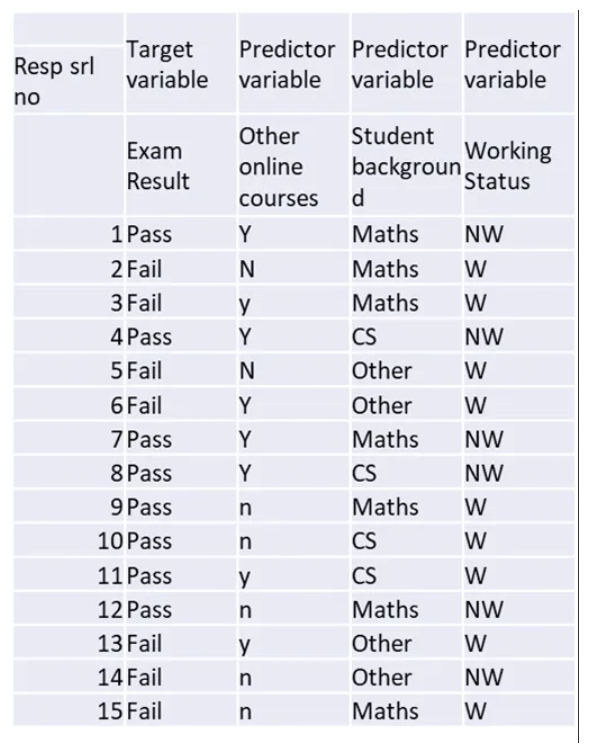 Resp srl no Target variable Predictor variable Predictor variable Predictor variable
Exam Result Other online courses Student background Working Status
1 Pass Y Maths NW
2 Fail N Maths W
3 Fail y Maths W
4 Pass Y CS NW
5 Fail N Other W
6 Fail Y Other W
7 Pass Y Maths NW
8 Pass Y CS NW
9 Pass n Maths W
10 Pass n CS W
11 Pass y CS W
12 Pass n Maths NW
13 Fail y Other W
14 Fail n Other NW
15 Fail n Maths W